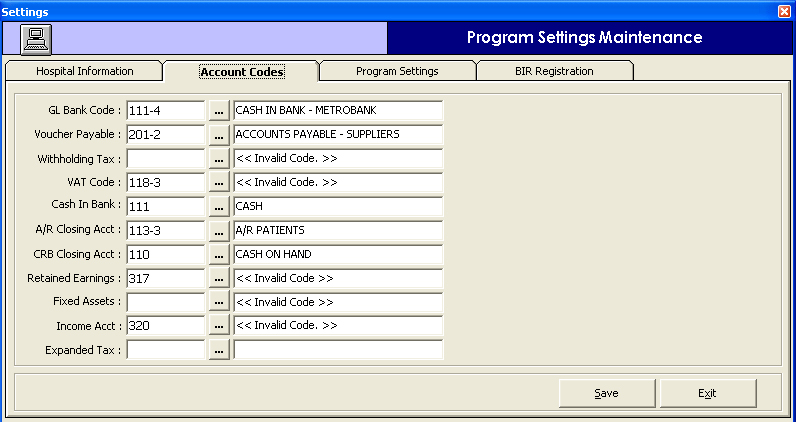 Settings
Program Settings Maintenance
Hospital Information Account Codes Program Settings BIR Registration
GL Bank Code : 111-4 ... CASH IN BANK - METROBANK
Voucher Payable : 201-2 ... ACCOUNTS PAYABLE - SUPPLIERS
Withholding Tax : ... << Invalid Code. >>
VAT Code : 118-3 ... << Invalid Code. >>
Cash In Bank : 111 ... CASH
A/R Closing Acct : 113-3 ... A/R PATIENTS
CRB Closing Acct : 110 ... CASH ON HAND
Retained Earnings : 317 ... << Invalid Code >>
Fixed Assets : ... << Invalid Code >>
Income Acct : 320 ... << Invalid Code. >>
Expanded Tax : ...
Save Exit